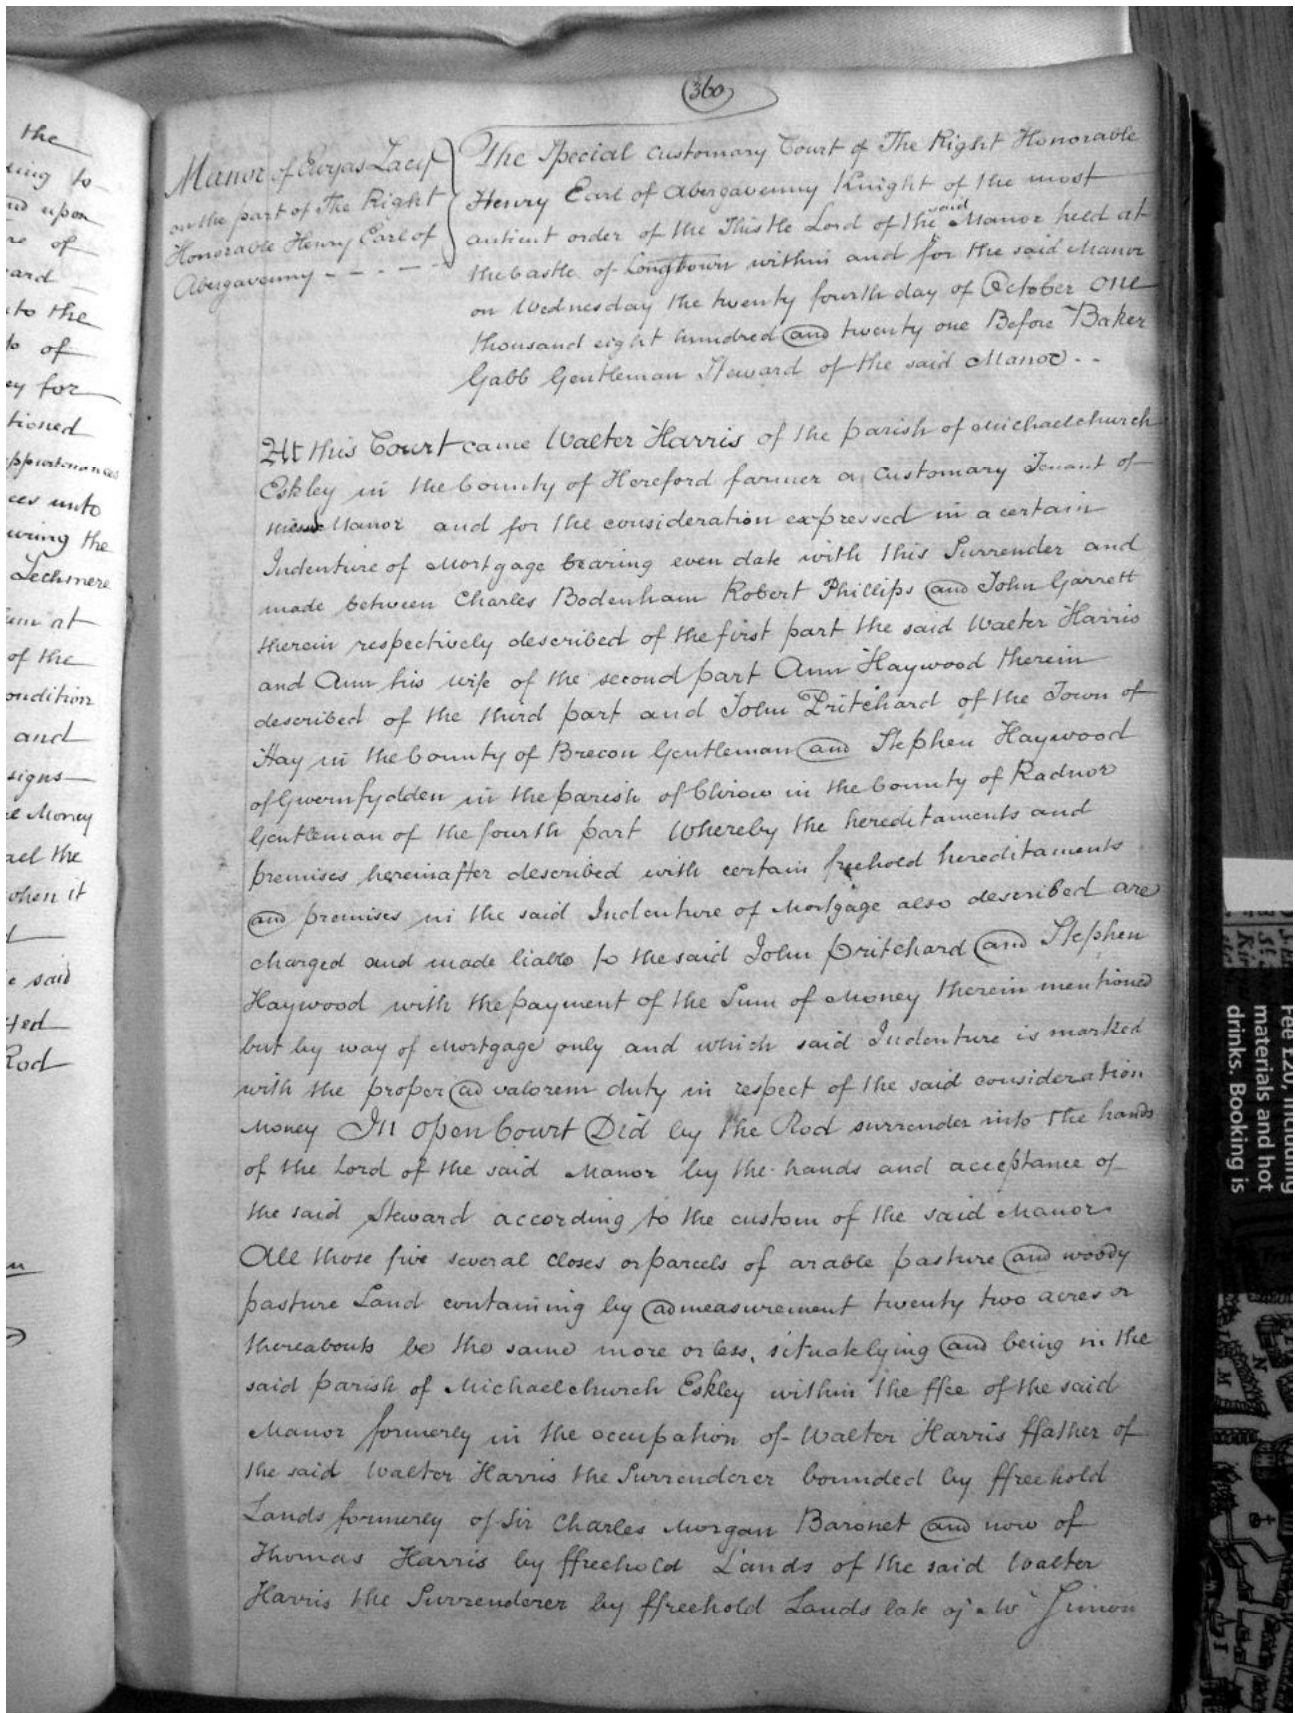 360
Manor of Ewyas Lacy
on the part of The Right
Honorable Henry Earl of
Abergavenny - - - - -
The Special customary Court of The Right Honorable
Henry Earl of Abergavenny Knight of the most
antient order of the Thistle Lord of the said Manor held at
the Castle of Longtown within and for the said Manor
on Wednesday the twenty fourth day of October one
thousand eight hundred and twenty one Before Baker
Gabb Gentleman Steward of the said Manor - -
At this Court came Walter Harris of the parish of Michaelchurch
Eskley in the County of Hereford farmer a customary Tenant of
Manor and for the consideration expressed in a certain
Indenture of Mortgage bearing even date with this Surrender and
made between Charles Bodenham Robert Phillips and John Garrett
therein respectively described of the first part the said Walter Harris
and Ann his wife of the second part Ann Haywood therein
described of the third part and John Pritchard of the Town of
Hay in the County of Brecon Gentleman and Stephen Haywood
of Gwernfydden in the parish of Clirow in the County of Radnor
Gentleman of the fourth part Whereby the hereditaments and
premises hereinafter described with certain freehold hereditaments
and premises in the said Indenture of Mortgage also described are
charged and made liable to the said John Pritchard and Stephen
Haywood with the payment of the Sum of Money therein mentioned
but by way of Mortgage only and which said Indenture is marked
with the proper ad valorem duty in respect of the said consideration
Money In open Court Did by the Rod surrender into the hands
of the Lord of the said Manor by the hands and acceptance of
the said Steward according to the custom of the said Manor
All those five several closes or parcels of arable pasture and woody
pasture Land containing by admeasurement twenty two acres or
thereabouts be the same more or less, situate lying and being in the
said parish of Michaelchurch Eskley within the ffee of the said
Manor formerly in the occupation of Walter Harris ffather of
the said Walter Harris the Surrenderer bounded by ffreehold
Lands formerly of Sir Charles Morgan Baronet and now of
Thomas Harris by ffreehold Lands of the said Walter
Harris the Surrenderer by ffreehold Lands late of Mr Simon
the
to
and upon
of
to the
of
for
unto
the
Lechmere
at
of the
and
Money
the
when it
said
Rod
Fee £20, including
materials and hot
drinks. Booking is